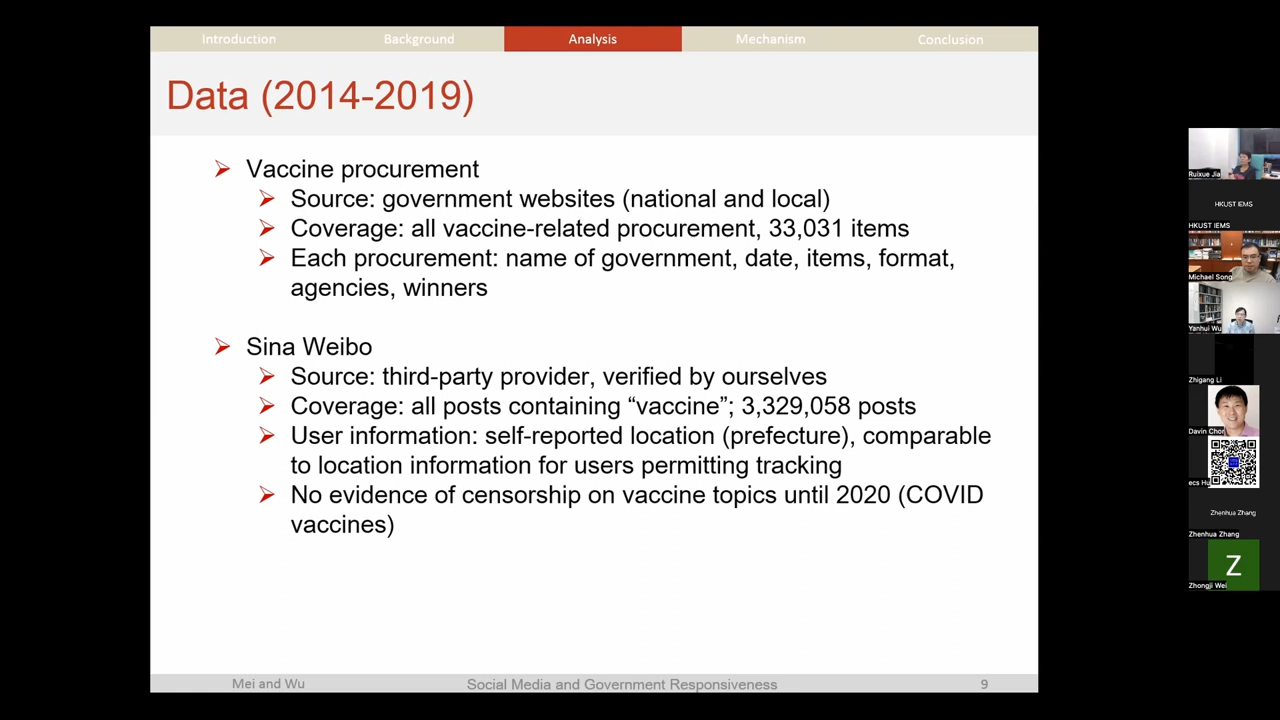 Introduction
Background
Analysis
Mechanism
Conclusion
Data (2014-2019)
Vaccine procurement
Source: government websites (national and local)
Coverage: all vaccine-related procurement, 33,031 items
Each procurement: name of government, date, items, format,
agencies, winners
Sina Weibo
Source: third-party provider, verified by ourselves
Coverage: all posts containing “vaccine”; 3,329,058 posts
User information: self-reported location (prefecture), comparable
to location information for users permitting tracking
No evidence of censorship on vaccine topics until 2020 (COVID
vaccines)
Mei and Wu
Social Media and Government Responsiveness
9
Ruixue Jia
HKUST IEMS
HKUST IEMS
Michael Song
Yanhui Wu
Zhigang Li
Davin Chor
ecs Hu
Zhenhua Zhang
Zhenhua Zhang
Z
Zhongji Wei